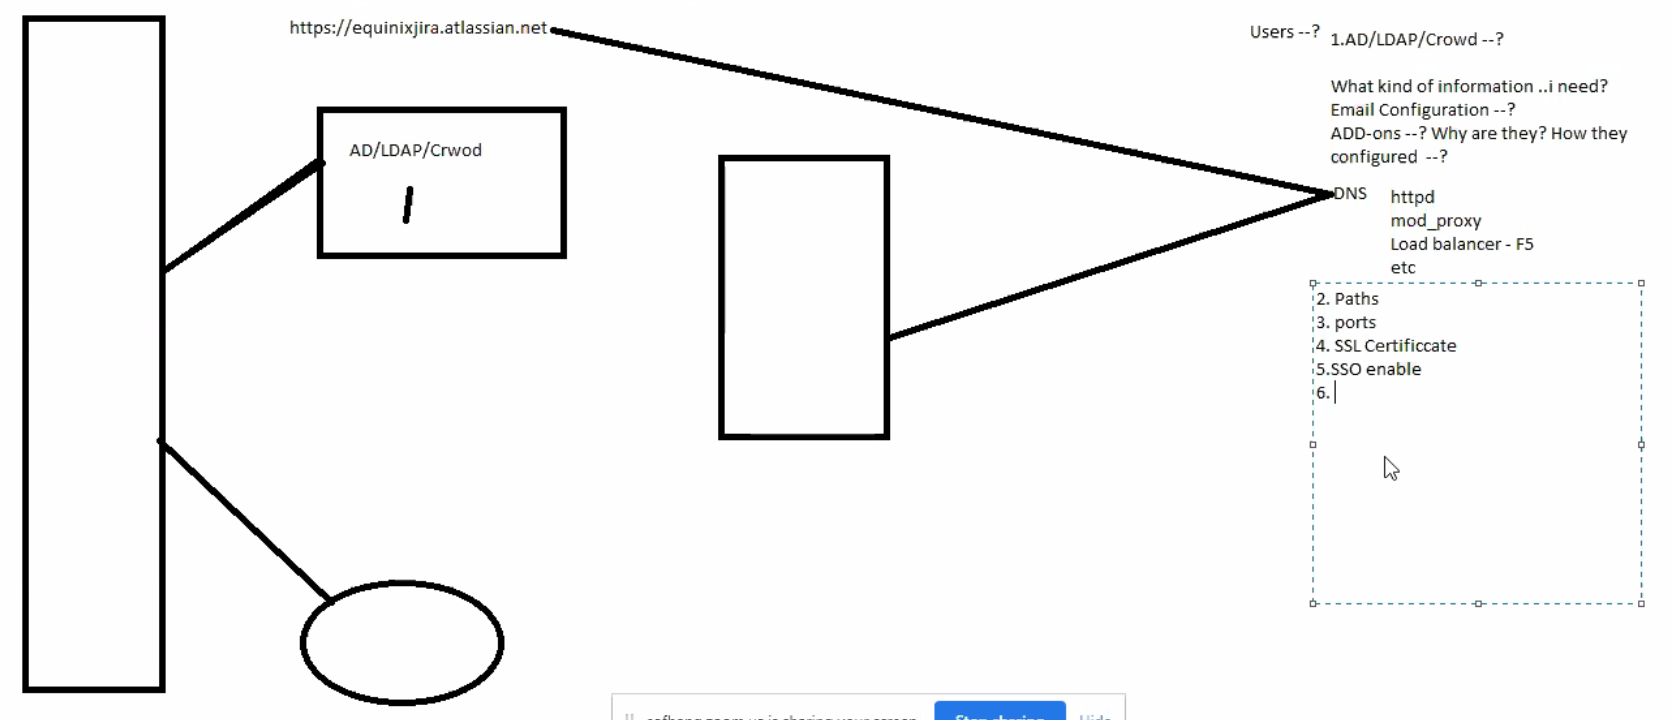 https://equinixjira.atlassian.net
Users --?
1.AD/LDAP/Crowd --?
What kind of information ..i need?
Email Configuration --?
ADD-ons --? Why are they? How they
configured --?
AD/LDAP/Crwod
DNS
httpd
mod_proxy
Load balancer - F5
etc
2. Paths
3. ports
4. SSL Certificcate
5.SSO enable
6.
is sharing your screen
Stop sharing
Hide